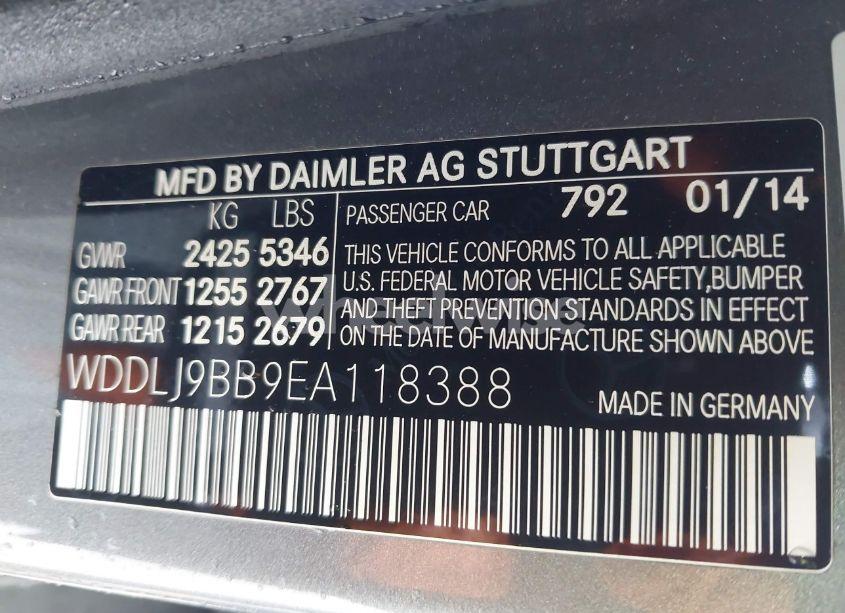 MFD BY DAIMLER AG STUTTGART
KG LBS
GVWR 2425 5346
GAWR FRONT 1255 2767
GAWR REAR 1215 2679
PASSENGER CAR 792 01/14
THIS VEHICLE CONFORMS TO ALL APPLICABLE
U.S. FEDERAL MOTOR VEHICLE SAFETY,BUMPER
AND THEFT PREVENTION STANDARDS IN EFFECT
ON THE DATE OF MANUFACTURE SHOWN ABOVE
WDDLJ9BB9EA118388
MADE IN GERMANY